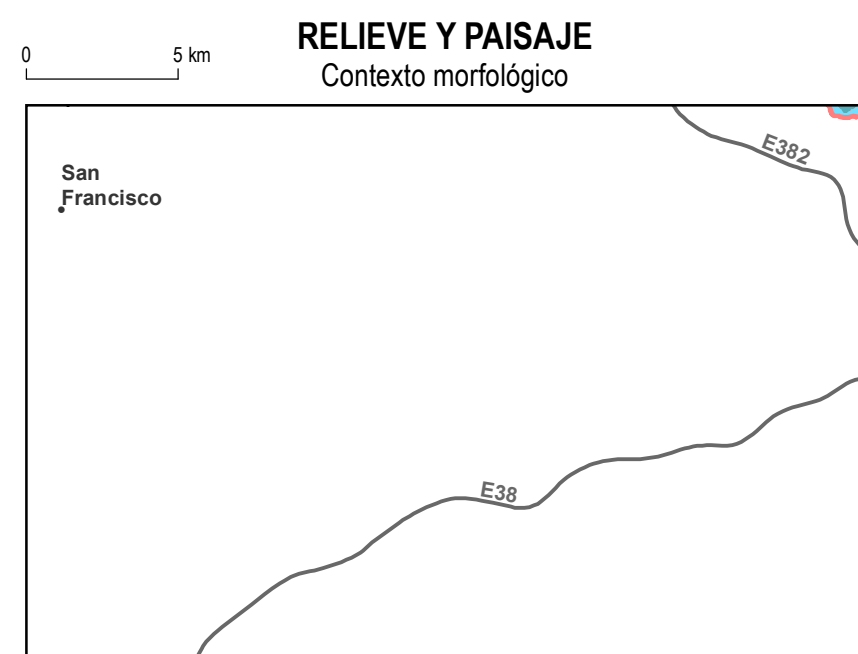 RELIEVE Y PAISAJE
0 5 km
Contexto morfológico
E382
San
Francisco
E38